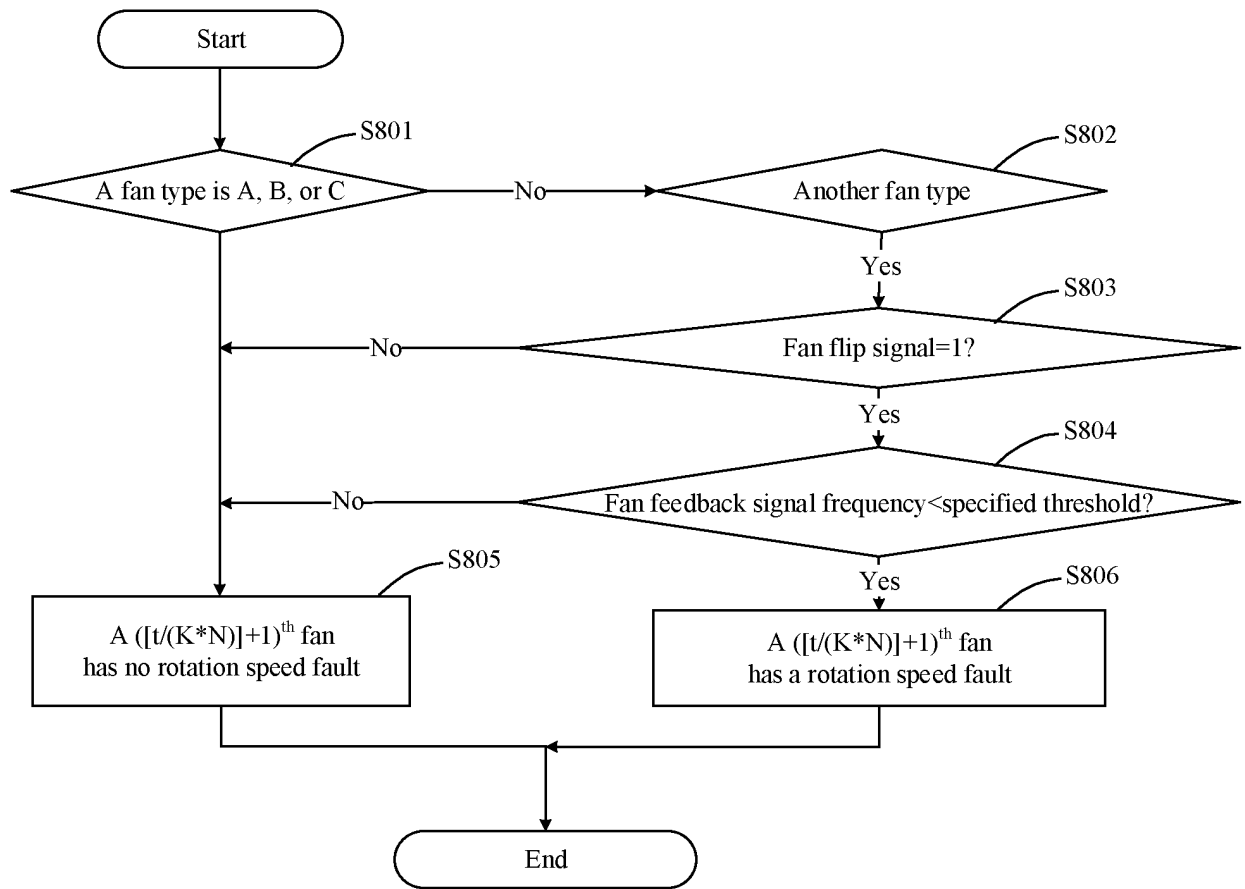 Start
S801
A fan type is A, B, or C
No
S802
Another fan type
Yes
S803
Fan flip signal=1?
No
Yes
S804
Fan feedback signal frequency<specified threshold?
No
Yes
S805
A ([t/(K*N)]+1)th fan
has no rotation speed fault
S806
A ([t/(K*N)]+1)th fan
has a rotation speed fault
End